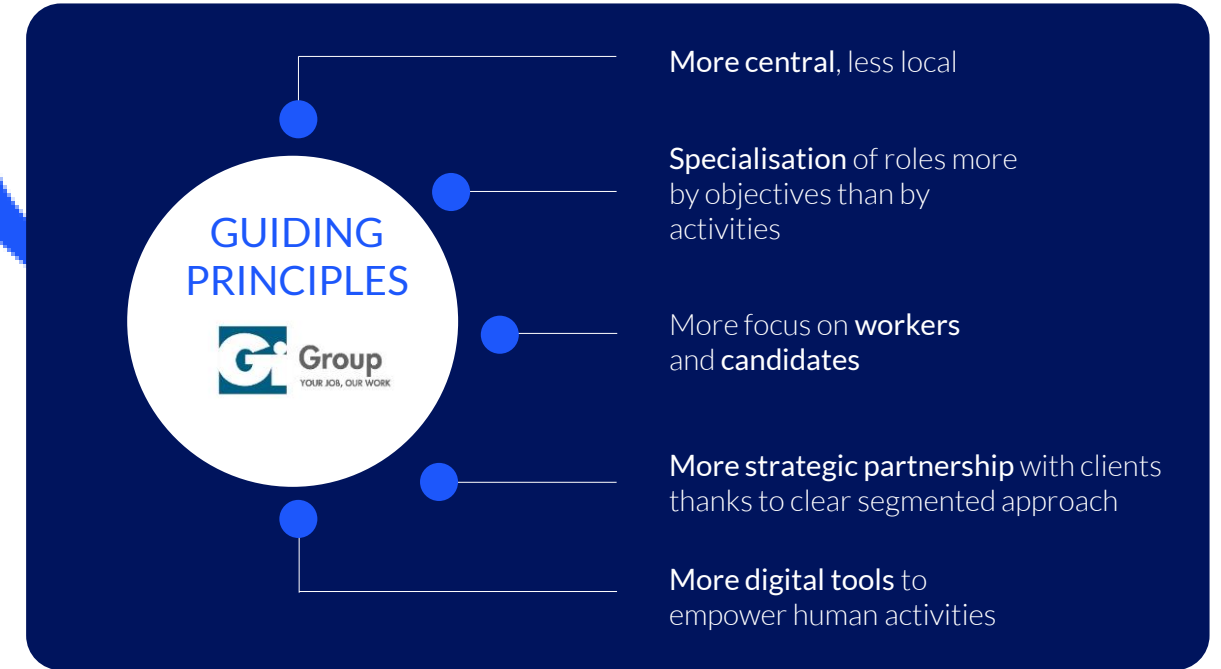 GUIDING
PRINCIPLES
Gi Group
YOUR JOB, OUR WORK
More central, less local
Specialisation of roles more
by objectives than by
activities
More focus on workers
and candidates
More strategic partnership with clients
thanks to clear segmented approach
More digital tools to
empower human activities